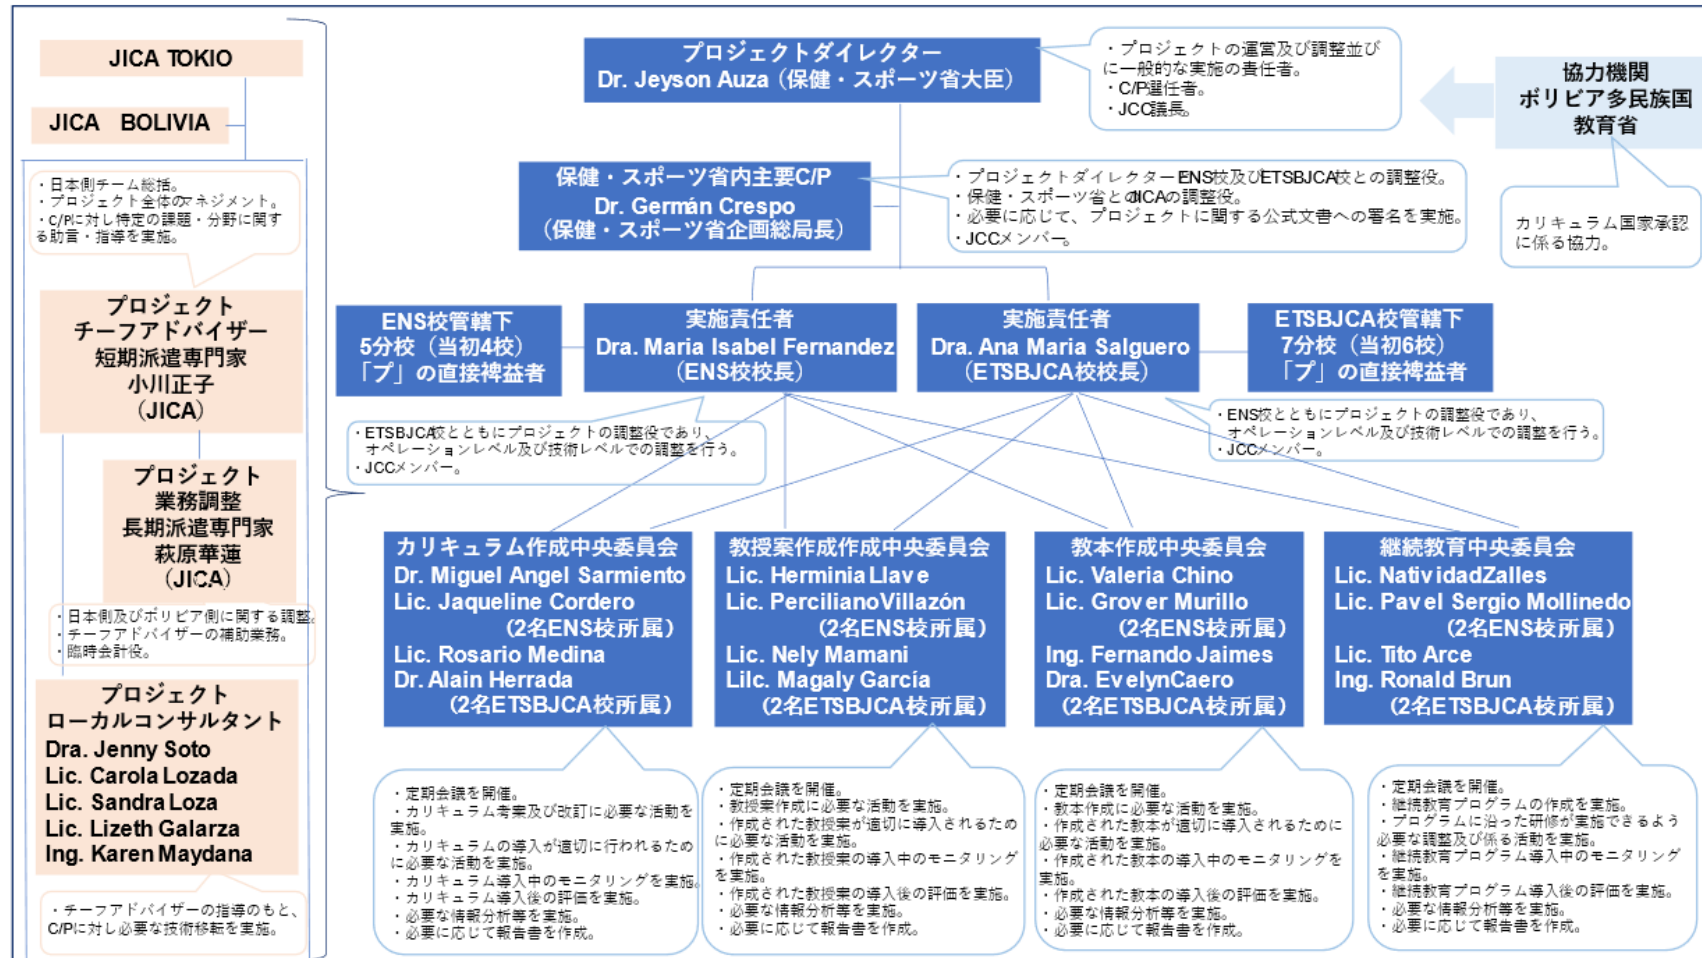 JICA TOKIO
JICA BOLIVIA
・日本側チーム総括。
・プロジェクト全体のマネジメント。
・C/Pに対し特定の課題・分野に関す
る助言・指導を実施。
プロジェクト
チーフアドバイザー
短期派遣専門家
小川正子
（JICA）
プロジェクト
業務調整
長期派遣専門家
萩原華蓮
（JICA）
・日本側及びボリビア側に関する調整。
・チーフアドバイザーの補助業務。
・臨時会計役。
プロジェクト
ローカルコンサルタント
Dra. Jenny Soto
Lic. Carola Lozada
Lic. Sandra Loza
Lic. Lizeth Galarza
Ing. Karen Maydana
・チーフアドバイザーの指導のもと、
C/Pに対し必要な技術移転を実施。
プロジェクトダイレクター
Dr. Jeyson Auza（保健・スポーツ省大臣）
・プロジェクトの運営及び調整並び
に一般的な実施の責任者。
・C/P選任者。
・JCC議長。
協力機関
ボリビア多民族国
教育省
カリキュラム国家承認
に係る協力。
保健・スポーツ省内主要C/P
Dr. Germán Crespo
（保健・スポーツ省企画総局長）
・プロジェクトダイレクターENS校及びETSBJCA校との調整役。
・保健・スポーツ省とのJICAの調整役。
・必要に応じて、プロジェクトに関する公式文書への署名を実施。
・JCCメンバー。
ENS校管轄下
5分校（当初4校）
「プ」の直接裨益者
実施責任者
Dra. Maria Isabel Fernandez
（ENS校校長）
実施責任者
Dra. Ana Maria Salguero
（ETSBJCA校校長）
ETSBJCA校管轄下
7分校（当初6校）
「プ」の直接裨益者
・ETSBJCA校とともにプロジェクトの調整役であり、
オペレーションレベル及び技術レベルでの調整を行う。
・JCCメンバー。
・ENS校とともにプロジェクトの調整役であり、
オペレーションレベル及び技術レベルでの調整を行う。
・JCCメンバー。
カリキュラム作成中央委員会
Dr. Miguel Angel Sarmiento
Lic. Jaqueline Cordero
（2名ENS校所属）
Lic. Rosario Medina
Dr. Alain Herrada
（2名ETSBJCA校所属）
教授案作成作成中央委員会
Lic. Herminia Llave
Lic. Perciliano Villazón
（2名ENS校所属）
Lic. Nely Mamani
Lilc. Magaly García
（2名ETSBJCA校所属）
教本作成中央委員会
Lic. Valeria Chino
Lic. Grover Murillo
（2名ENS校所属）
Ing. Fernando Jaimes
Dra. EvelynCaero
（2名ETSBJCA校所属）
継続教育中央委員会
Lic. NatividadZalles
Lic. Pavel Sergio Mollinedo
（2名ENS校所属）
Lic. Tito Arce
Ing. Ronald Brun
（2名ETSBJCA校所属）
・定期会議を開催。
・カリキュラム考案及び改訂に必要な活動を
実施。
・カリキュラムの導入が適切に行われるため
に必要な活動を実施。
・カリキュラム導入中のモニタリングを実施。
・カリキュラム導入後の評価を実施。
・必要な情報分析等を実施。
・必要に応じて報告書を作成。
・定期会議を開催。
・教授案作成に必要な活動を実施。
・作成された教授案が適切に導入されるため
に必要な活動を実施。
・作成された教授案の導入中のモニタリング
を実施。
・作成された教授案の導入後の評価を実施。
・必要な情報分析等を実施。
・必要に応じて報告書を作成。
・定期会議を開催。
・教本作成に必要な活動を実施。
・作成された教本が適切に導入されるために
必要な活動を実施。
・作成された教本の導入中のモニタリングを
実施。
・作成された教本の導入後の評価を実施。
・必要な情報分析等を実施。
・必要に応じて報告書を作成。
・定期会議を開催。
・継続教育プログラムの作成を実施。
・プログラムに沿った研修が実施できるよう
必要な調整及び係る活動を実施。
・継続教育プログラム導入中のモニタリング
を実施。
・継続教育プログラム導入後の評価を実施。
・必要な情報分析等を実施。
・必要に応じて報告書を作成。